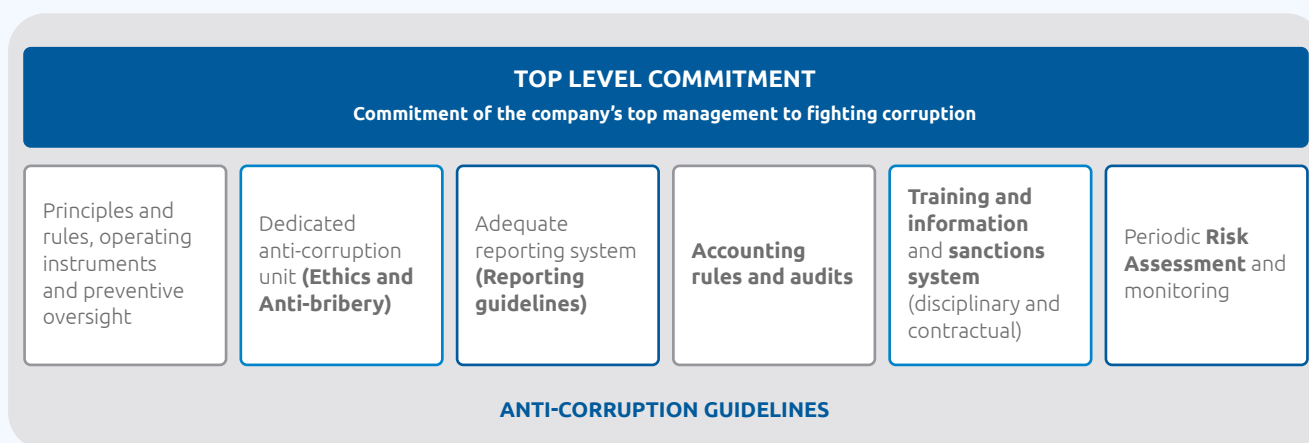 TOP LEVEL COMMITMENT
Commitment of the company’s top management to fighting corruption
Principles and
rules, operating
instruments
and preventive
oversight
Dedicated
anti-corruption
unit (Ethics and
Anti-bribery)
Adequate
reporting system
(Reporting
guidelines)
Accounting
rules and audits
Training and
information
and sanctions
system
(disciplinary and
contractual)
Periodic Risk
Assessment and
monitoring
ANTI-CORRUPTION GUIDELINES